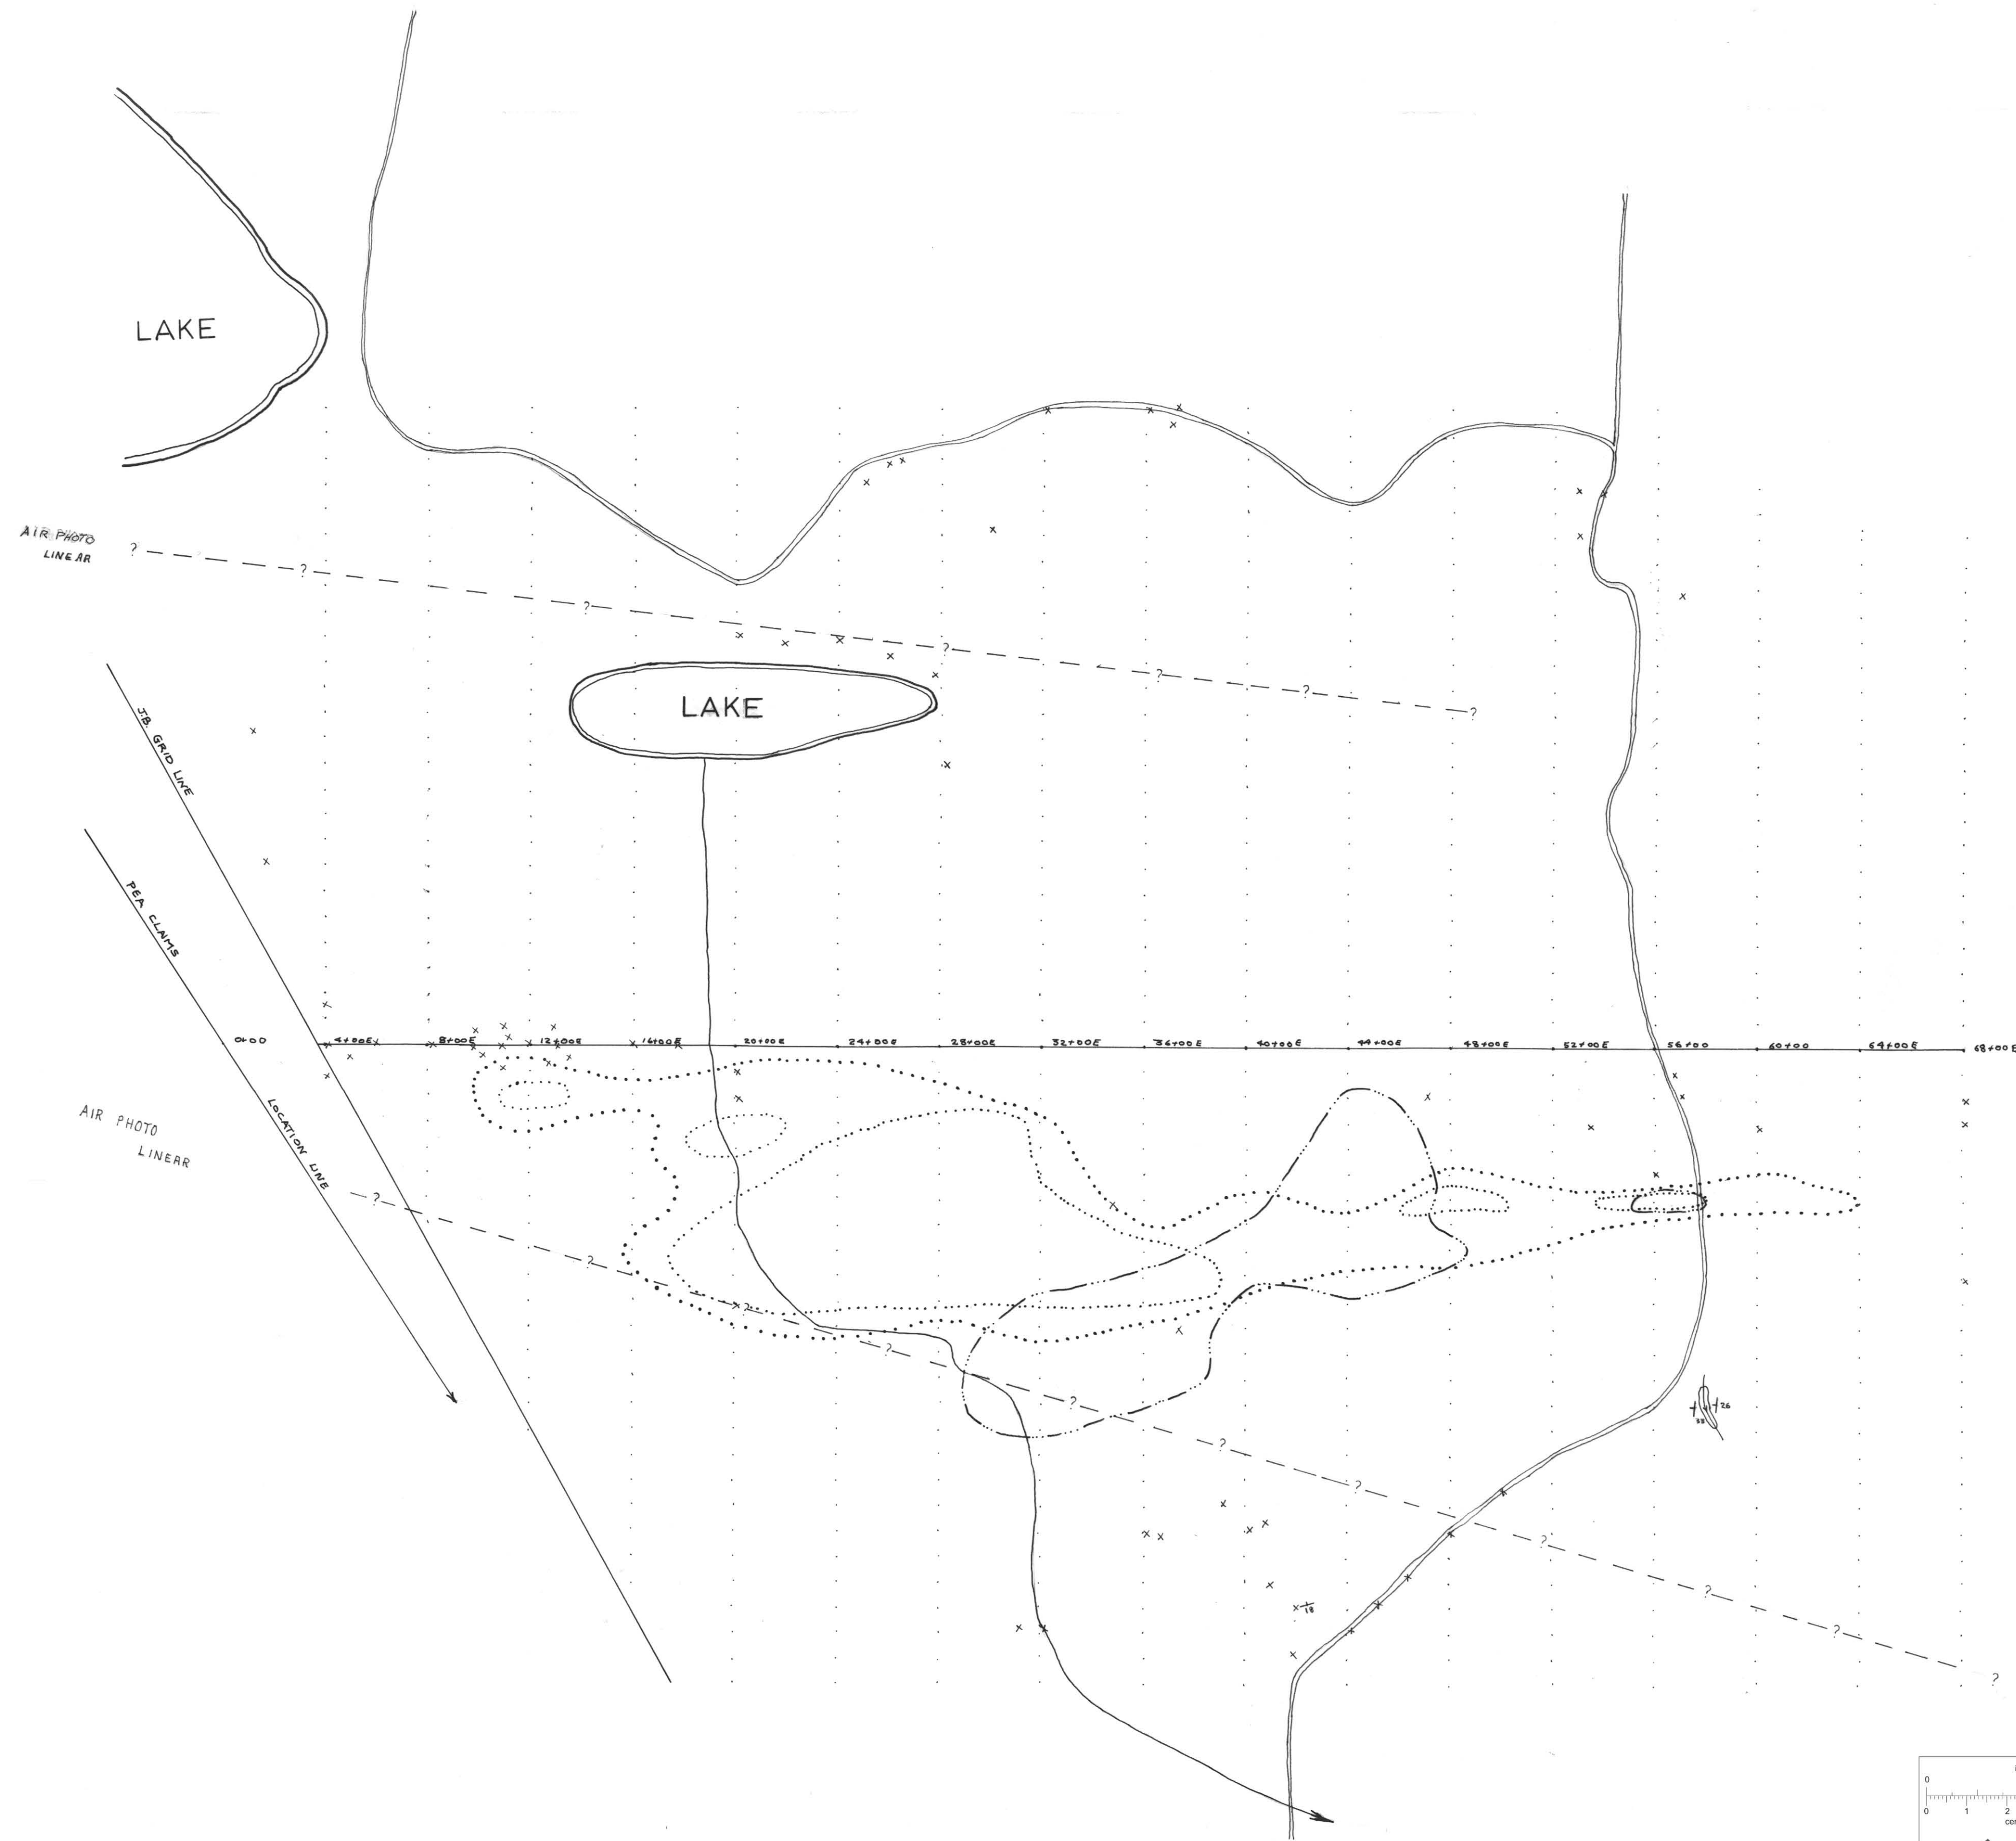 LAKE
AIR PHOTO
LINEAR
?
?
?
?
?
?
?
LAKE
J.B. GRID LINE
PEA CLAIMS
LOCATION LINE
0+00
4+00E
8+00E
12+00E
16+00E
20+00E
24+00E
28+00E
32+00E
36+00E
40+00E
44+00E
48+00E
52+00E
56+00
60+00
64+00E
68+00E
AIR PHOTO
LINEAR
?
?
?
?
?
?
?
?
?
?
?
33
26
18
0
0 1 2